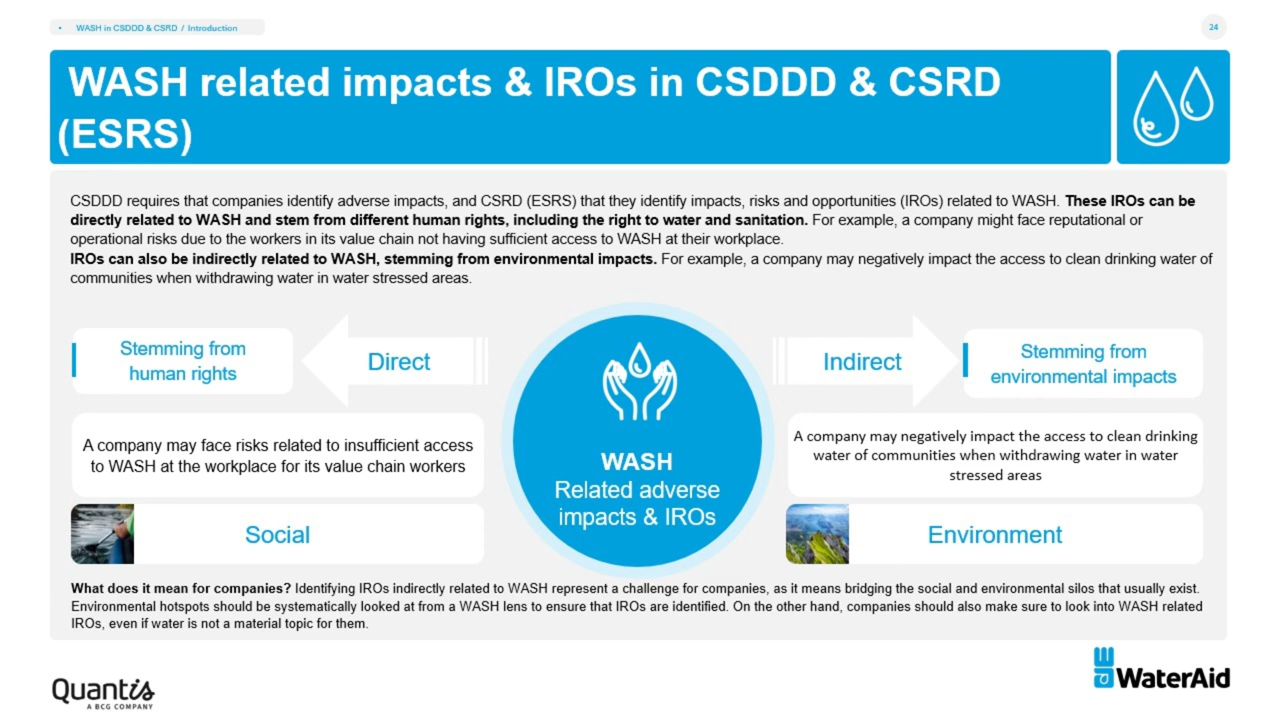 • WASH in CSDDD & CSRD / Introduction
24
WASH related impacts & IROs in CSDDD & CSRD
(ESRS)
CSDDD requires that companies identify adverse impacts, and CSRD (ESRS) that they identify impacts, risks and opportunities (IROs) related to WASH. These IROs can be
directly related to WASH and stem from different human rights, including the right to water and sanitation. For example, a company might face reputational or
operational risks due to the workers in its value chain not having sufficient access to WASH at their workplace.
IROs can also be indirectly related to WASH, stemming from environmental impacts. For example, a company may negatively impact the access to clean drinking water of
communities when withdrawing water in water stressed areas.
Stemming from
human rights
Direct
A company may face risks related to insufficient access
to WASH at the workplace for its value chain workers
Social
WASH
Related adverse
impacts & IROs
Indirect
Stemming from
environmental impacts
A company may negatively impact the access to clean drinking
water of communities when withdrawing water in water
stressed areas
Environment
What does it mean for companies? Identifying IROs indirectly related to WASH represent a challenge for companies, as it means bridging the social and environmental silos that usually exist.
Environmental hotspots should be systematically looked at from a WASH lens to ensure that IROs are identified. On the other hand, companies should also make sure to look into WASH related
IROs, even if water is not a material topic for them.
Quantis
A BCG COMPANY
WaterAid